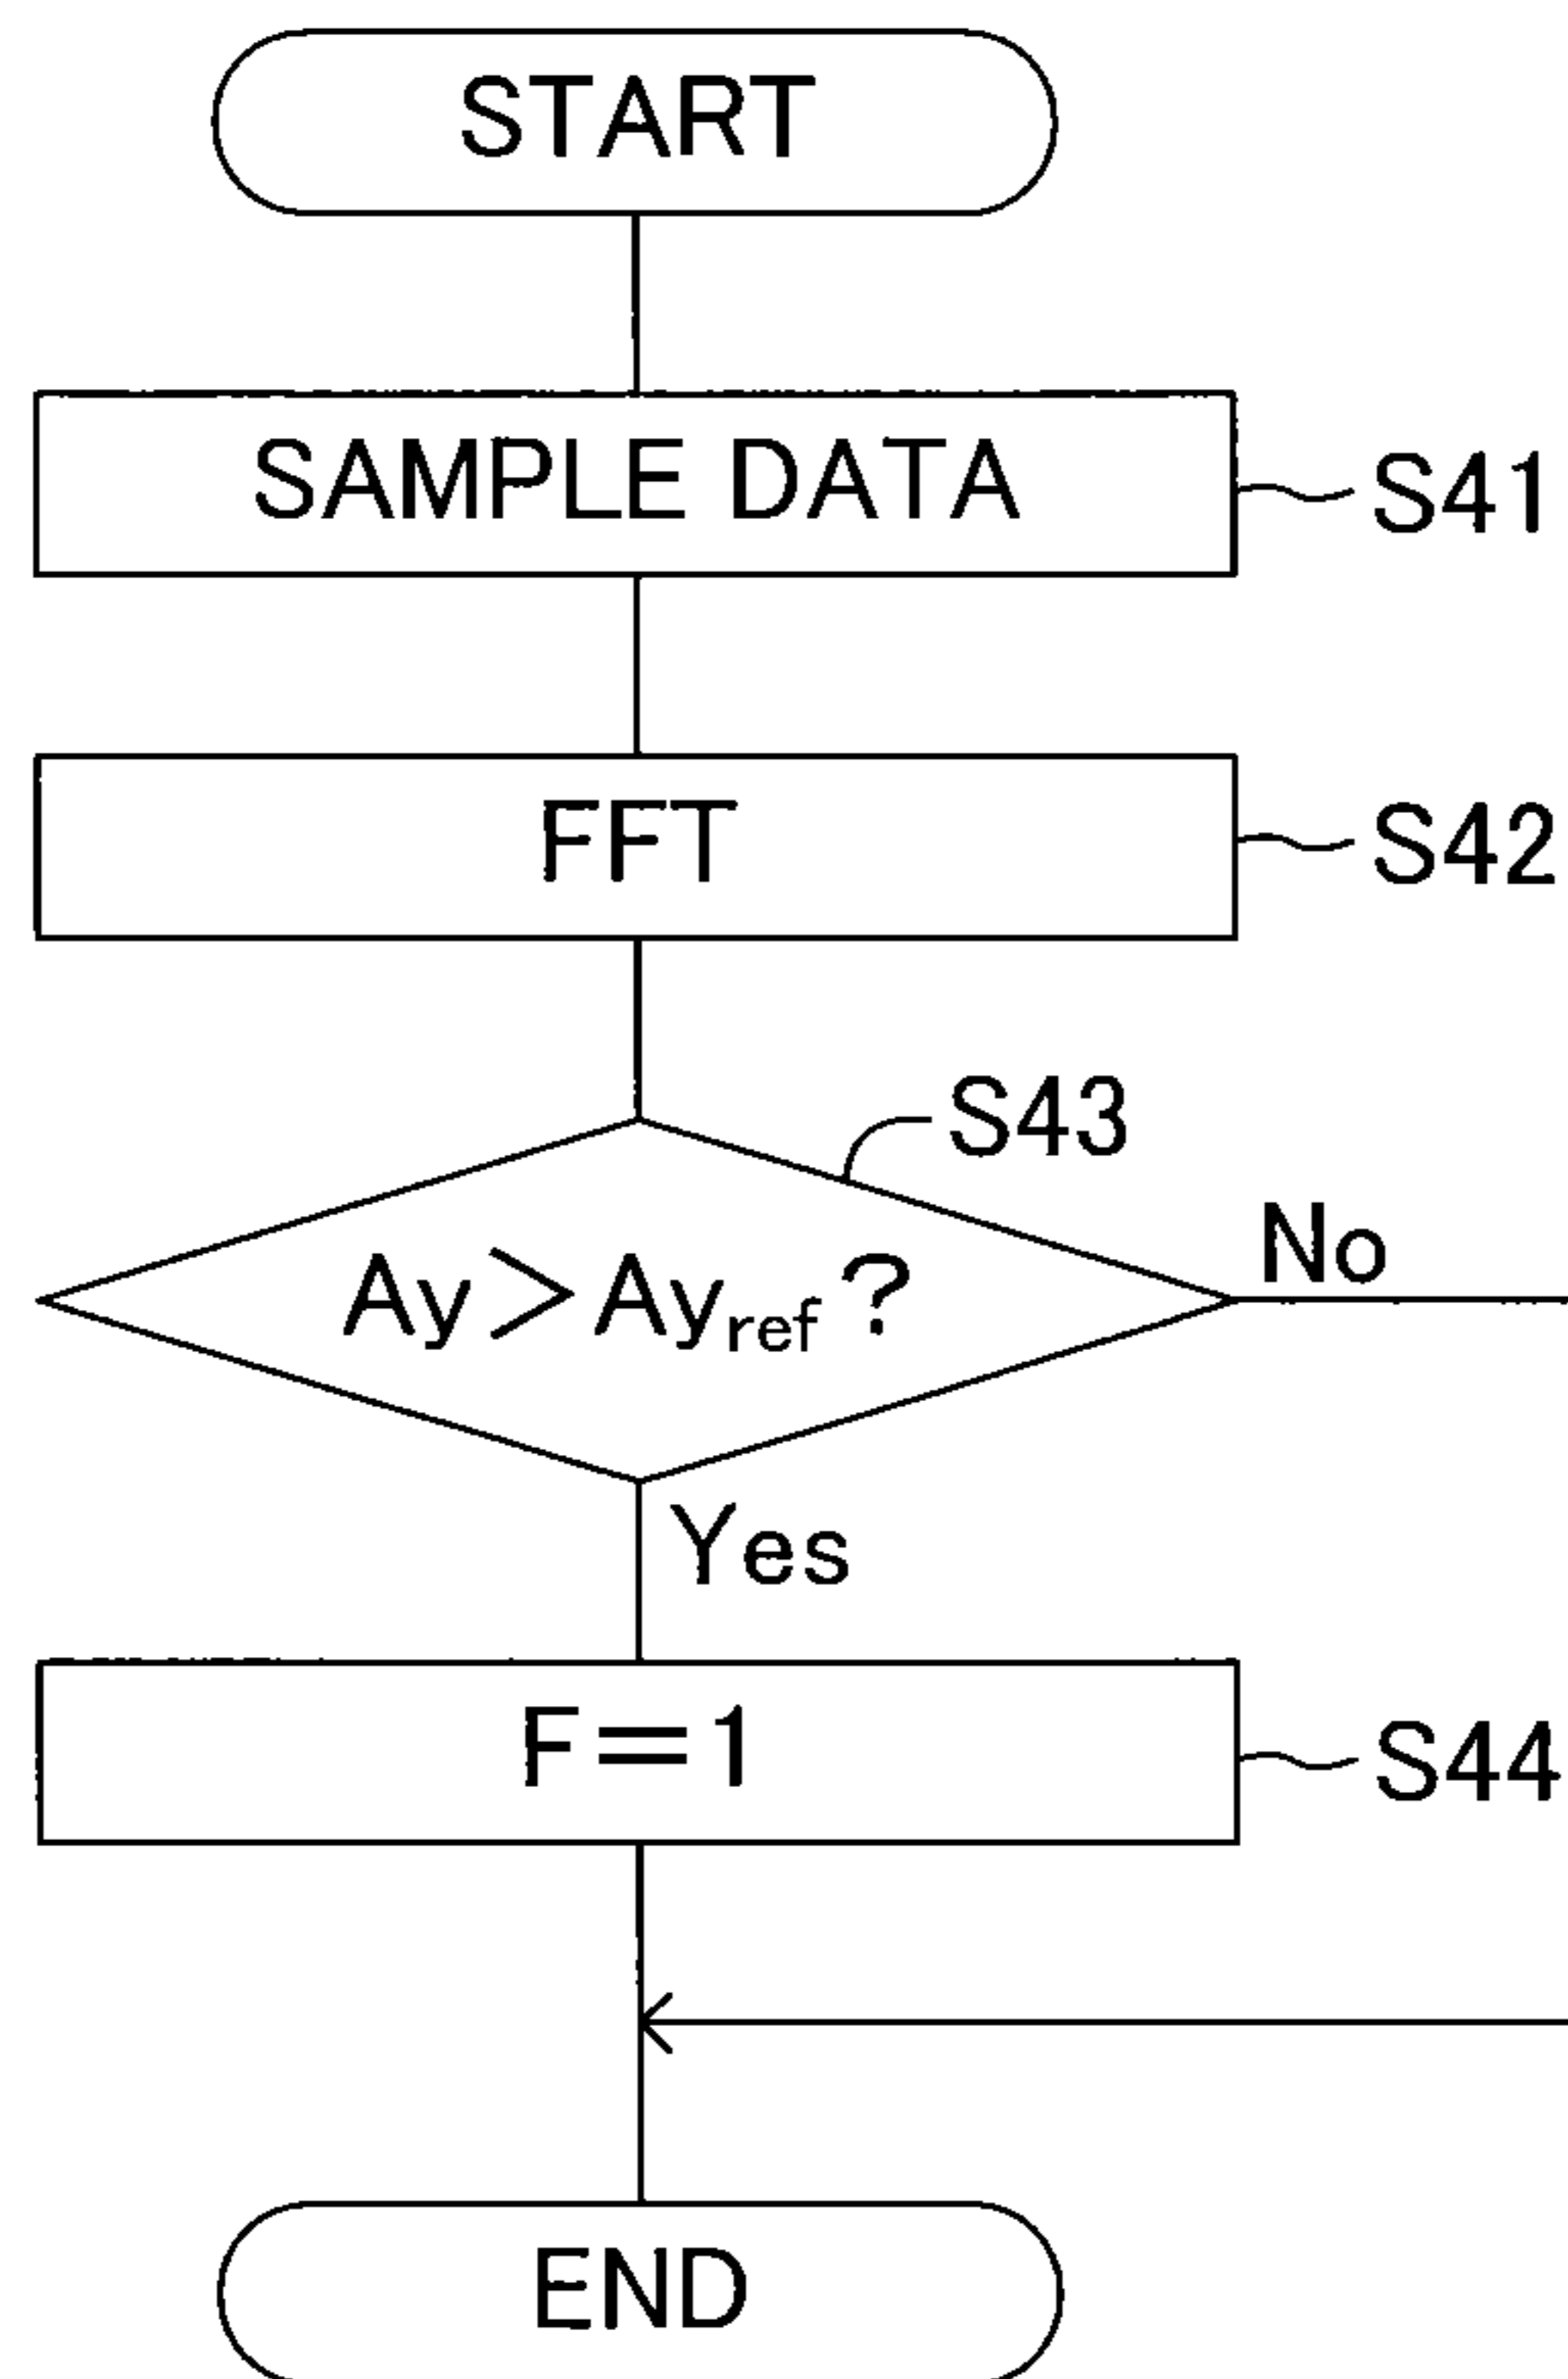 START
SAMPLE DATA
S41
FFT
S42
S43
Ay>Ayref?
No
Yes
F=1
S44
END